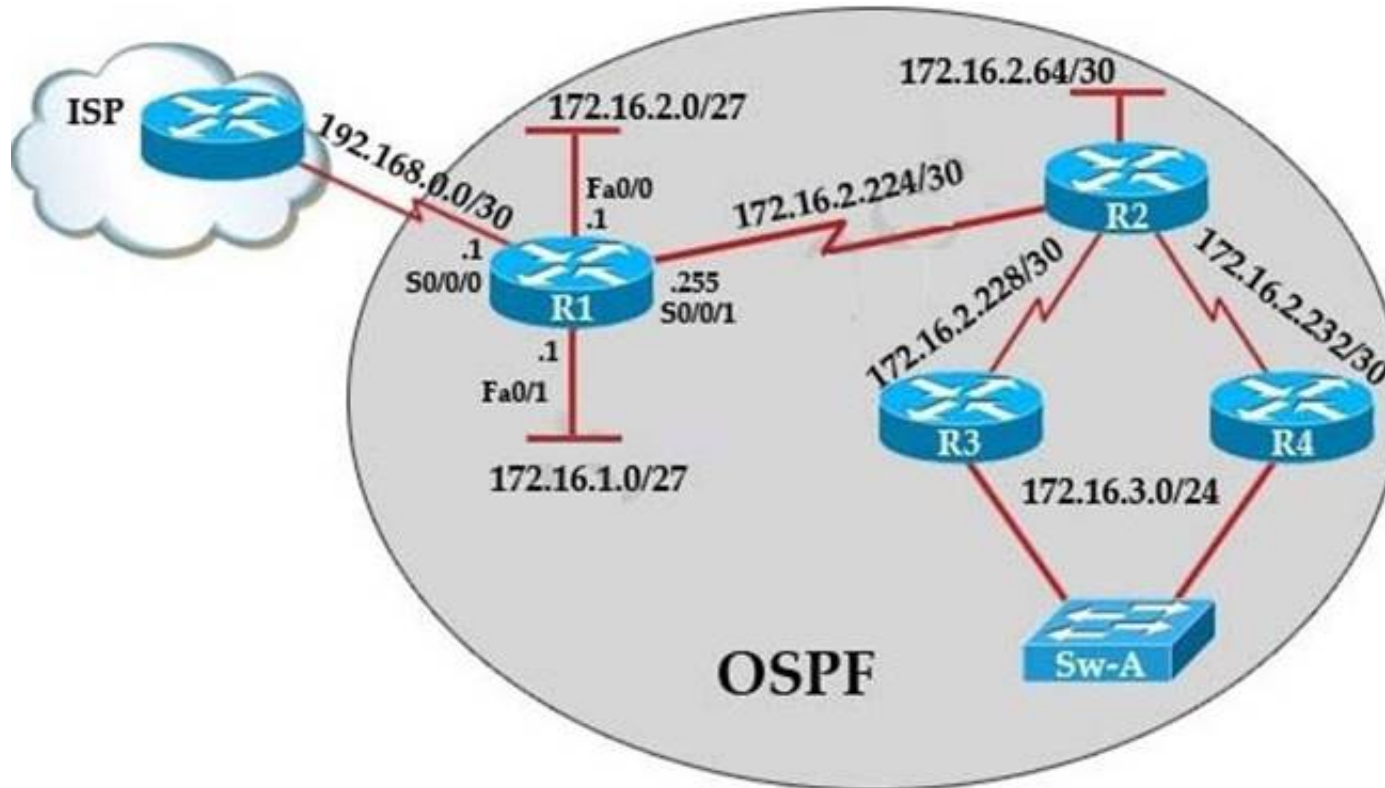 172.16.2.64/30
172.16.2.0/27
ISP
192.168.0.0/30
Fa0/0
.1
172.16.2.224/30
R2
.1
S0/0/0
R1
.255
S0/0/1
172.16.2.228/30
172.16.2.232/30
.1
Fa0/1
172.16.1.0/27
R3
R4
172.16.3.0/24
OSPF
Sw-A